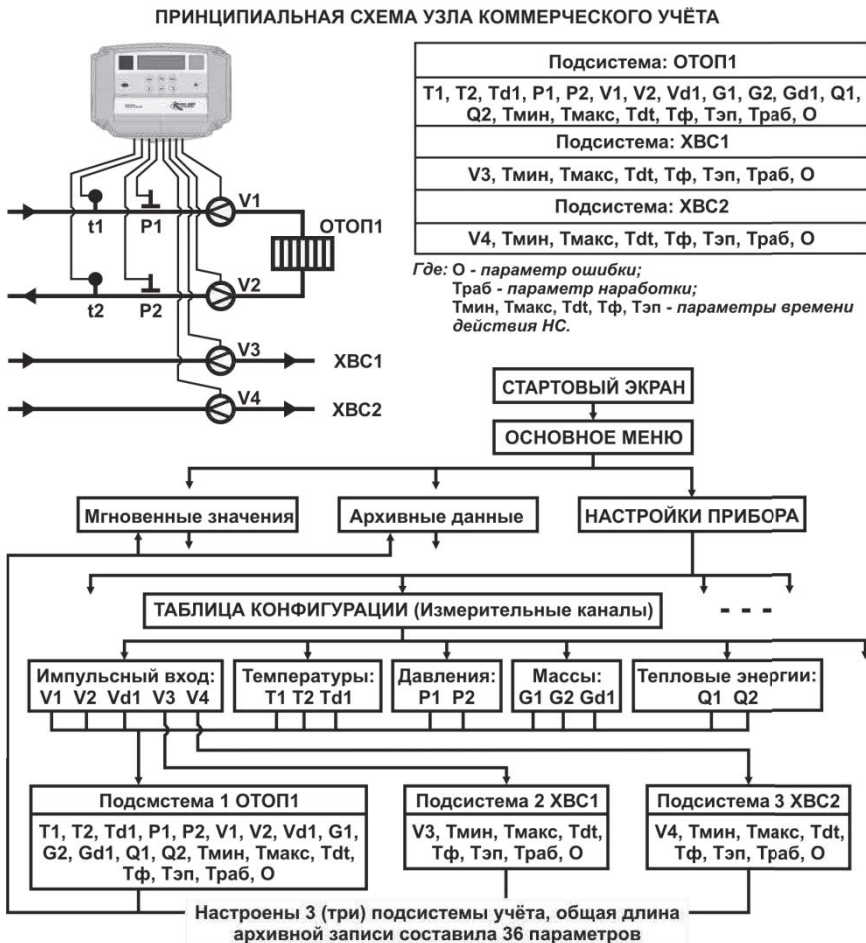 ПРИНЦИПИАЛЬНАЯ СХЕМА УЗЛА КОММЕРЧЕСКОГО УЧЁТА
Подсистема: ОТОП1
T1, T2, Td1, P1, P2, V1, V2, Vd1, G1, G2, Gd1, Q1,
Q2, Тмин, Тмакс, Tdt, Тф, Тэп, Траб, О
Подсистема: ХВС1
V3, Тмин, Тмакс, Tdt, Тф, Тэп, Траб, О
Подсистема: ХВС2
V4, Тмин, Тмакс, Tdt, Тф, Тэп, Траб, О
Где: О - параметр ошибки;
Траб - параметр наработки;
Тмин, Тмакс, Tdt, Тф, Тэп - параметры времени
действия НС.
V1
t1 P1
ОТОП1
V2
t2 P2
V3
ХВС1
V4
ХВС2
СТАРТОВЫЙ ЭКРАН
ОСНОВНОЕ МЕНЮ
Мгновенные значения
Архивные данные
НАСТРОЙКИ ПРИБОРА
ТАБЛИЦА КОНФИГУРАЦИИ (Измерительные каналы)
- - -
Импульсный вход:
V1 V2 Vd1 V3 V4
Температуры:
T1 T2 Td1
Давления:
P1 P2
Массы:
G1 G2 Gd1
Тепловые энергии:
Q1 Q2
Подсмстема 1 ОТОП1
T1, T2, Td1, P1, P2, V1, V2, Vd1, G1,
G2, Gd1, Q1, Q2, Тмин, Тмакс, Tdt,
Тф, Тэп, Траб, О
Подсистема 2 ХВС1
V3, Тмин, Тмакс, Tdt,
Тф, Тэп, Траб, О
Подсистема 3 ХВС2
V4, Тмин, Тмакс, Tdt,
Тф, Тэп, Траб, О
Настроены 3 (три) подсистемы учёта, общая длина
архивной записи составила 36 параметров